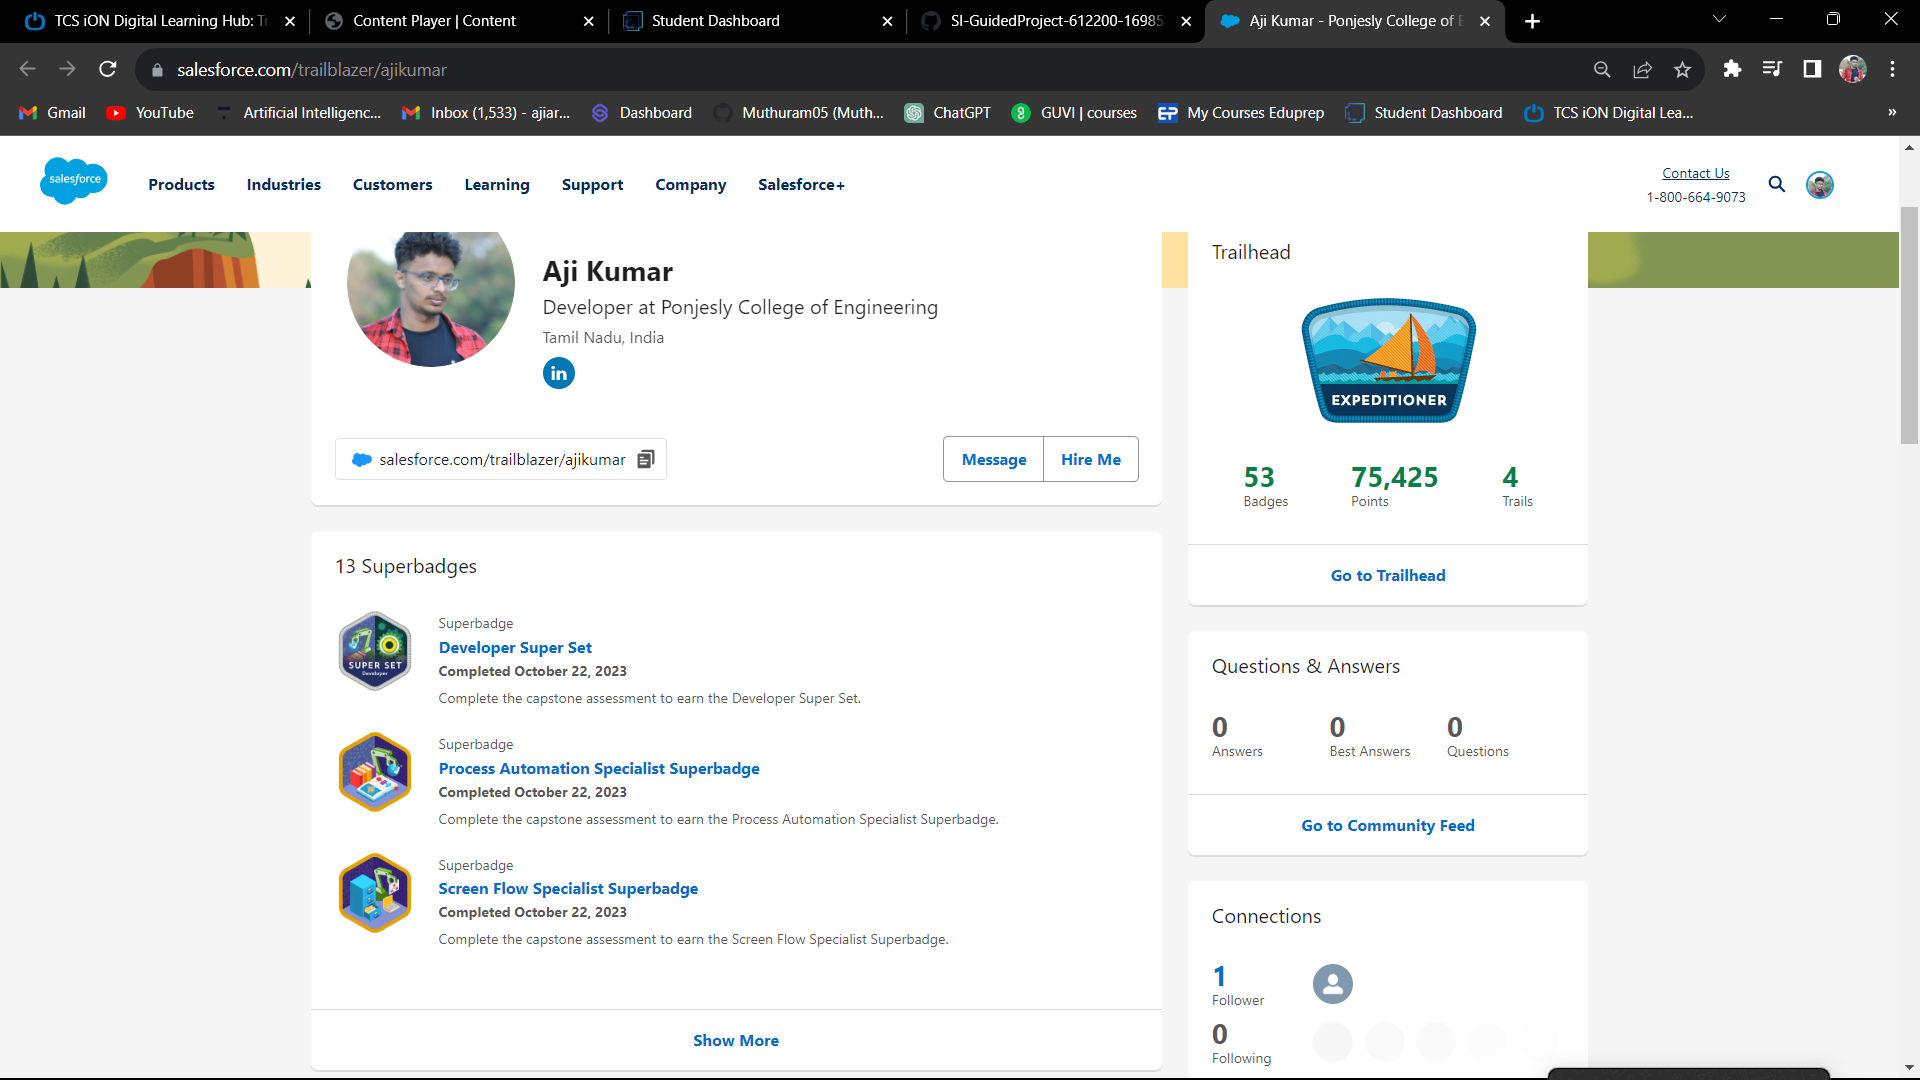 TCS iON Digital Learning Hub: Tr
Content Player | Content
Student Dashboard
SI-GuidedProject-612200-16985
Aji Kumar - Ponjesly College of E
salesforce.com/trailblazer/ajikumar
Gmail
YouTube
Artificial Intelligenc...
Inbox (1,533) - ajiar...
Dashboard
Muthuram05 (Muth...
ChatGPT
GUVI | courses
EP
My Courses Eduprep
Student Dashboard
TCS iON Digital Lea...
»
salesforce
Products
Industries
Customers
Learning
Support
Company
Salesforce+
Contact Us
1-800-664-9073
Aji Kumar
Developer at Ponjesly College of Engineering
Tamil Nadu, India
in
salesforce.com/trailblazer/ajikumar
Message
Hire Me
13 Superbadges
SUPER SET
Developer
Superbadge
Developer Super Set
Completed October 22, 2023
Complete the capstone assessment to earn the Developer Super Set.
Superbadge
Process Automation Specialist Superbadge
Completed October 22, 2023
Complete the capstone assessment to earn the Process Automation Specialist Superbadge.
Superbadge
Screen Flow Specialist Superbadge
Completed October 22, 2023
Complete the capstone assessment to earn the Screen Flow Specialist Superbadge.
Show More
Trailhead
EXPEDITIONER
53
Badges
75,425
Points
4
Trails
Go to Trailhead
Questions & Answers
0
Answers
0
Best Answers
0
Questions
Go to Community Feed
Connections
1
Follower
0
Following